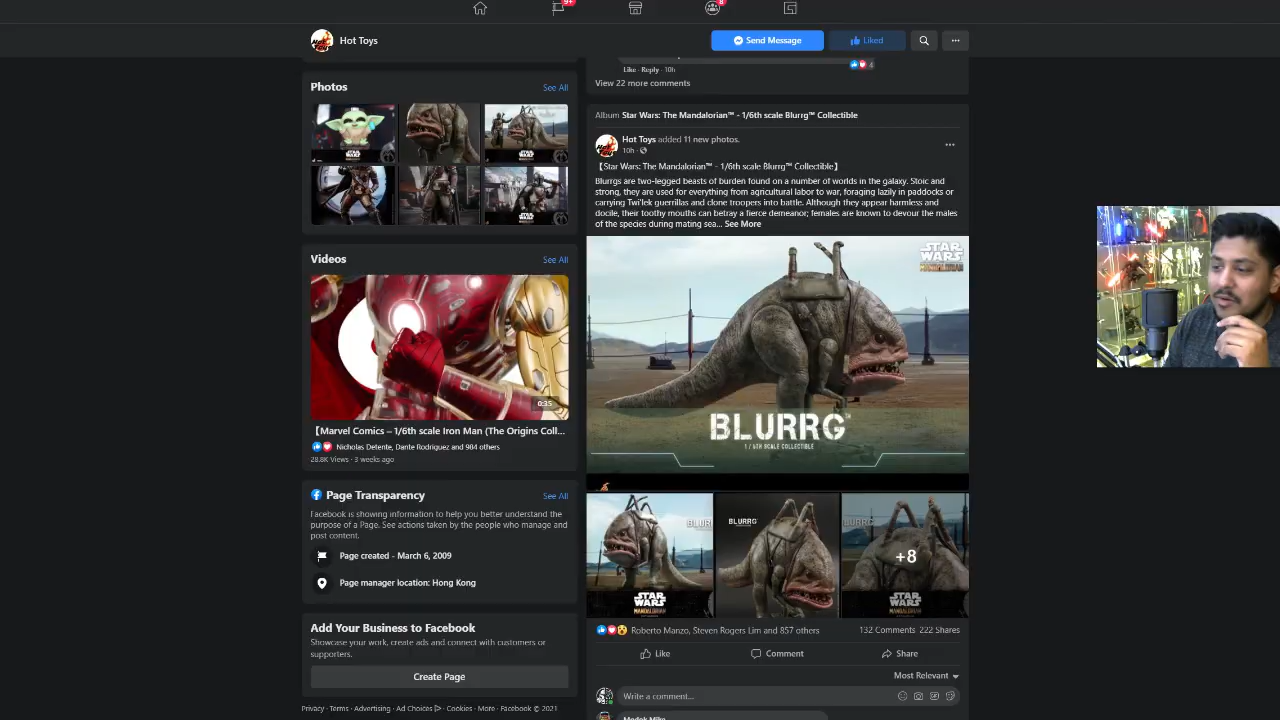 9+
8
Hot Toys
Send Message
Liked
Like · Reply · 10h
4
View 22 more comments
Photos
See All
Album Star Wars: The Mandalorian™ - 1/6th scale Blurrg™ Collectible
Hot Toys added 11 new photos.
10h ·
【Star Wars: The Mandalorian™ - 1/6th scale Blurrg™ Collectible】
Blurrgs are two-legged beasts of burden found on a number of worlds in the galaxy. Stoic and
strong, they are used for everything from agricultural labor to war, foraging lazily in paddocks or
carrying Twi'lek guerrillas and clone troopers into battle. Although they appear harmless and
docile, their toothy mouths can betray a fierce demeanor; females are known to devour the males
of the species during mating sea... See More
STAR WARS
THE MANDALORIAN
BLURRG™
1/6TH SCALE COLLECTIBLE
BLURRG
STAR WARS
MANDALORIAN
+8
Videos
See All
0:35
【Marvel Comics – 1/6th scale Iron Man (The Origins Coll...
Nicholas Detente, Dante Rodriguez and 984 others
28.8K Views · 3 weeks ago
Page Transparency
See All
Facebook is showing information to help you better understand the
purpose of a Page. See actions taken by the people who manage and
post content.
Page created - March 6, 2009
Page manager location: Hong Kong
Add Your Business to Facebook
Showcase your work, create ads and connect with customers or
supporters.
Create Page
Privacy · Terms · Advertising · Ad Choices · Cookies · More · Facebook © 2021
Roberto Manzo, Steven Rogers Lim and 857 others
132 Comments 222 Shares
Like
Comment
Share
Most Relevant
Write a comment...